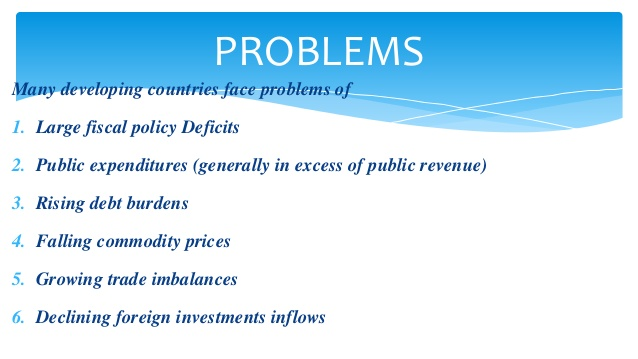 PROBLEMS
Many developing countries face problems of
1. Large fiscal policy Deficits
2. Public expenditures (generally in excess of public revenue)
3. Rising debt burdens
4. Falling commodity prices
5. Growing trade imbalances
6. Declining foreign investments inflows